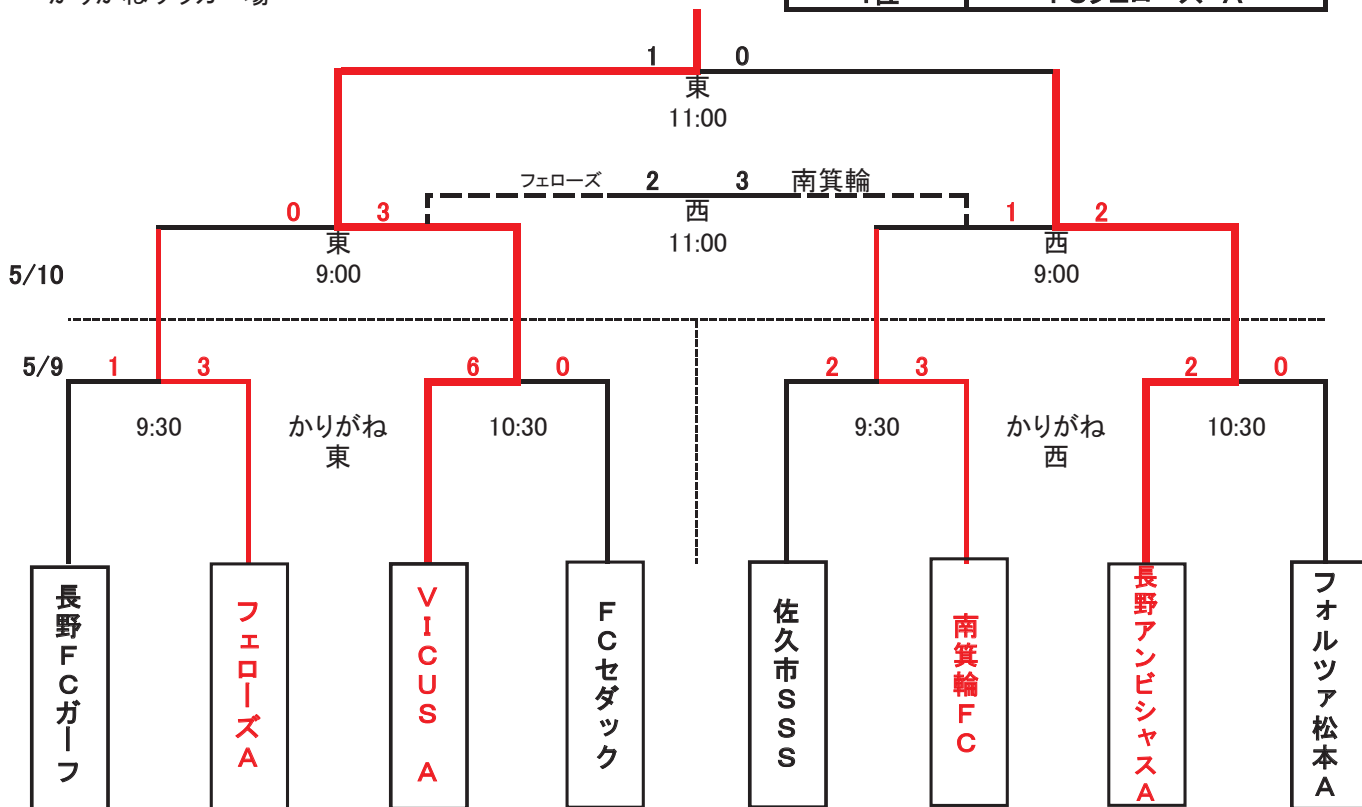 1 0
東
11:00
フェローズ 2 3 南箕輪
西
11:00
0 3
東
9:00
1 2
西
9:00
5/10
5/9
1 3
9:30
かりがね
東
6 0
10:30
2 3
9:30
かりがね
西
2 0
10:30
長野FCガーフ
フェローズA
VICUS A
FCセダック
佐久市SSS
南箕輪FC
長野アンビシャスA
フォルツァ松本A